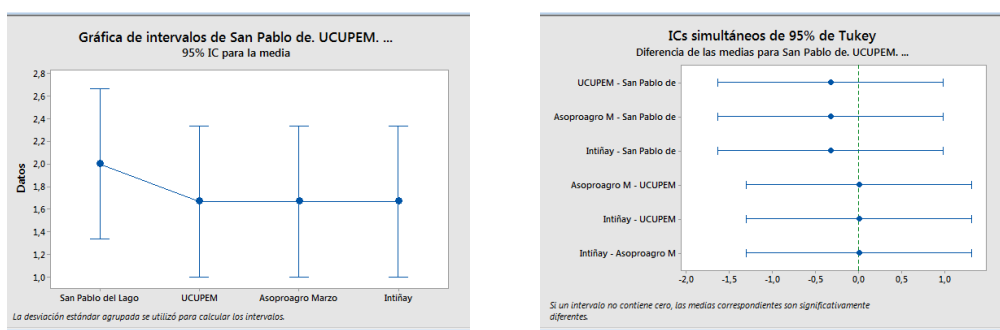 Gráfica de intervalos de San Pablo de. UCUPEM. ...
95% IC para la media
2,8
2,6
2,4
2,2
2,0
1,8
1,6
1,4
1,2
1,0
Datos
San Pablo del Lago UCUPEM Asoproagro Marzo Intiñay
La desviación estándar agrupada se utilizó para calcular los intervalos.
ICs simultáneos de 95% de Tukey
Diferencia de las medias para San Pablo de. UCUPEM. ...
UCUPEM - San Pablo de
Asoproagro M - San Pablo de
Intiñay - San Pablo de
Asoproagro M - UCUPEM
Intiñay - UCUPEM
Intiñay - Asoproagro M
-2,0 -1,5 -1,0 -0,5 0,0 0,5 1,0
Si un intervalo no contiene cero, las medias correspondientes son significativamente
diferentes.